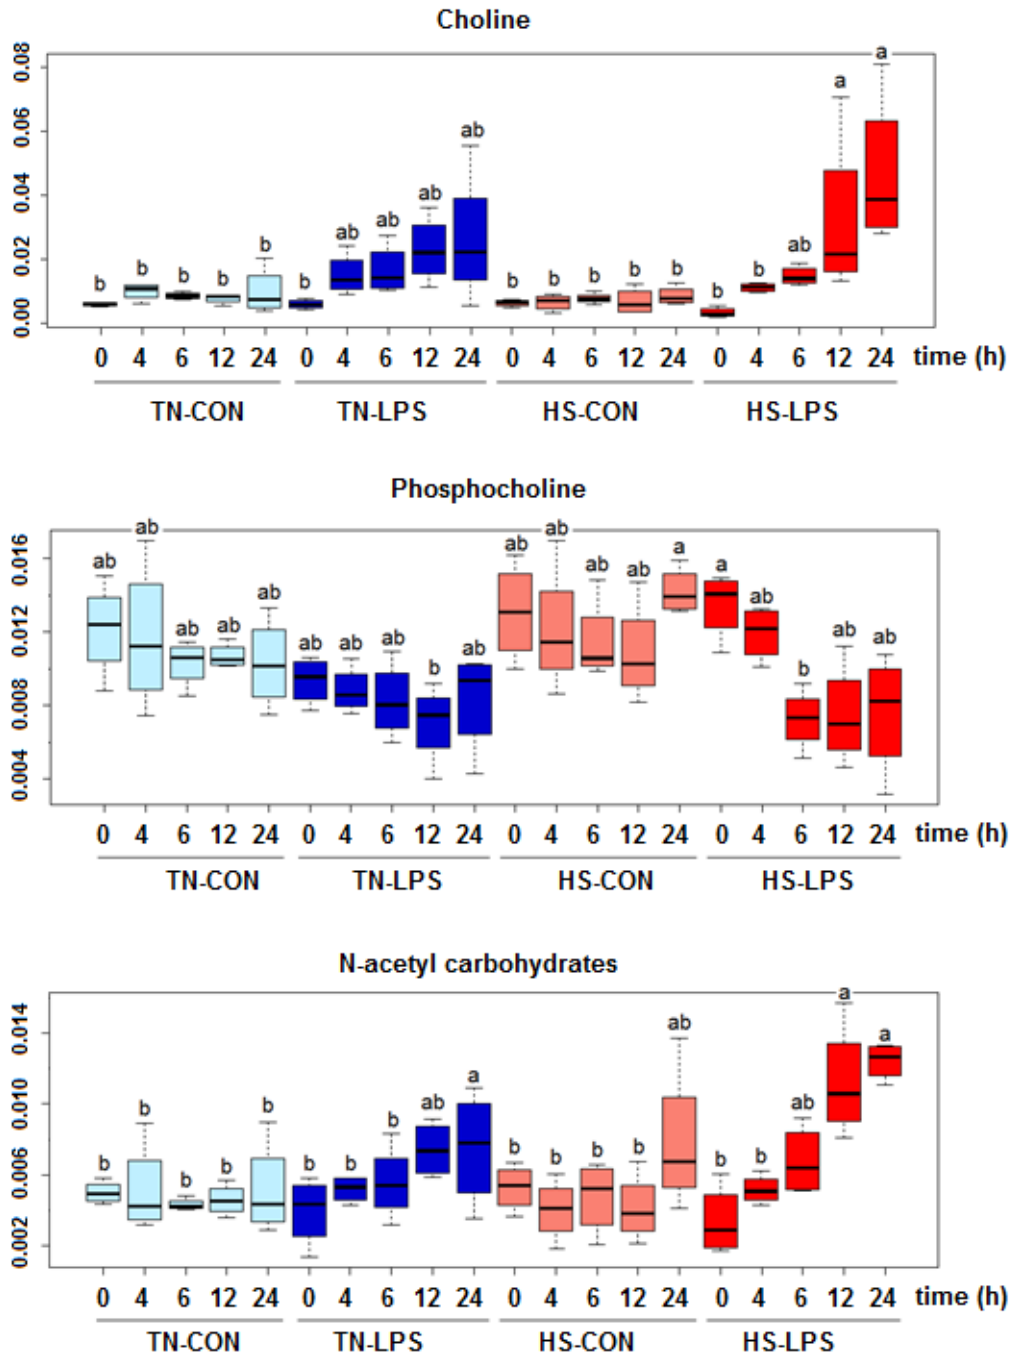 Choline
0.08
0.06
0.04
0.02
0.00
b b b b b b ab ab ab ab b b b b b b b ab a a
0 4 6 12 24 0 4 6 12 24 0 4 6 12 24 0 4 6 12 24 time (h)
TN-CON TN-LPS HS-CON HS-LPS
Phosphocholine
0.016
0.012
0.008
0.004
ab ab ab ab ab ab ab ab b ab ab ab ab ab a a ab b ab ab
0 4 6 12 24 0 4 6 12 24 0 4 6 12 24 0 4 6 12 24 time (h)
TN-CON TN-LPS HS-CON HS-LPS
N-acetyl carbohydrates
0.014
0.010
0.006
0.002
b b b b b b b b ab a b b b b ab b b ab a a
0 4 6 12 24 0 4 6 12 24 0 4 6 12 24 0 4 6 12 24 time (h)
TN-CON TN-LPS HS-CON HS-LPS